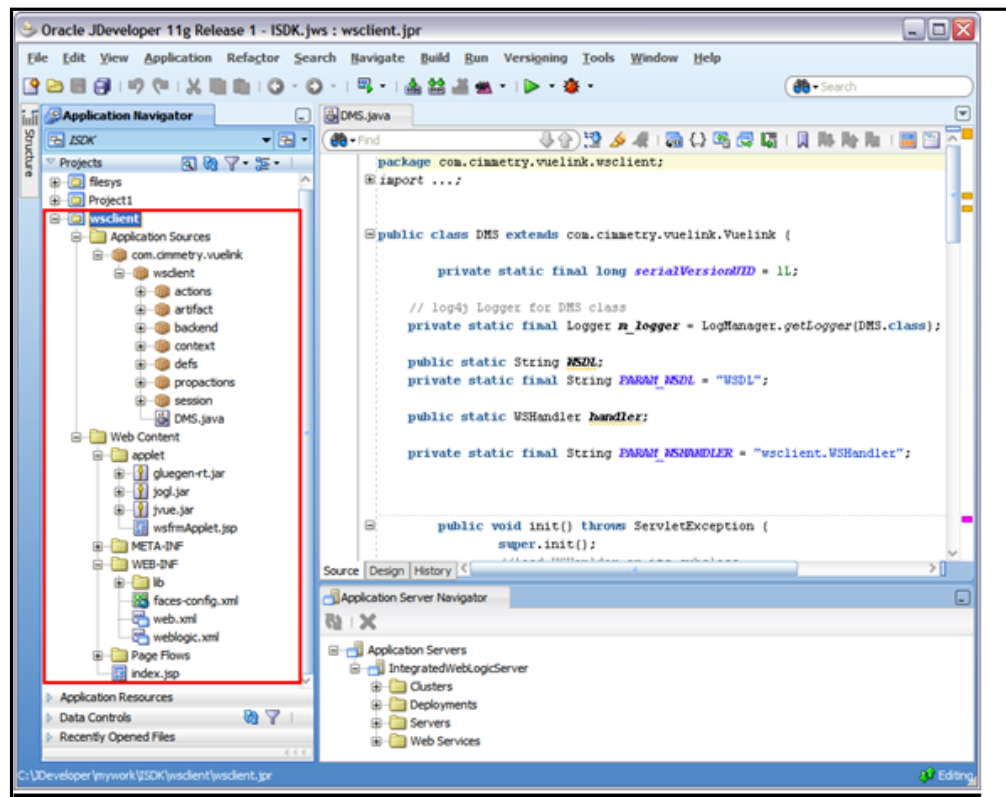 Oracle JDeveloper 11g Release 1 - ISDK.jws : wsclient.jpr
File Edit View Application Refactor Search Navigate Build Run Versioning Tools Window Help
Search
Structure
Application Navigator
ISDK
Projects
filesys
Project1
wsclient
Application Sources
com.cimmetry.vuelink
wsclient
actions
artifact
backend
context
defs
propactions
session
DMS.java
Web Content
applet
gluegen-rt.jar
jogl.jar
jvue.jar
wsfrmApplet.jsp
META-INF
WEB-INF
lib
faces-config.xml
web.xml
weblogic.xml
Page Flows
index.jsp
Application Resources
Data Controls
Recently Opened Files
DMS.java
Find
package com.cimmetry.vuelink.wsclient;
import ...;
public class DMS extends com.cimmetry.vuelink.Vuelink {
private static final long serialVersionUID = 1L;
// log4j Logger for DMS class
private static final Logger m_logger = LogManager.getLogger(DMS.class);
public static String WSDL;
private static final String PARAM_WSDL = "WSDL";
public static WSHandler handler;
private static final String PARAM_WSHANDLER = "wsclient.WSHandler";
public void init() throws ServletException {
super.init();
Source Design History
Application Server Navigator
Application Servers
IntegratedWebLogicServer
Clusters
Deployments
Servers
Web Services
C:\JDeveloper\mywork\ISDK\wsclient\wsclient.jpr
Editing